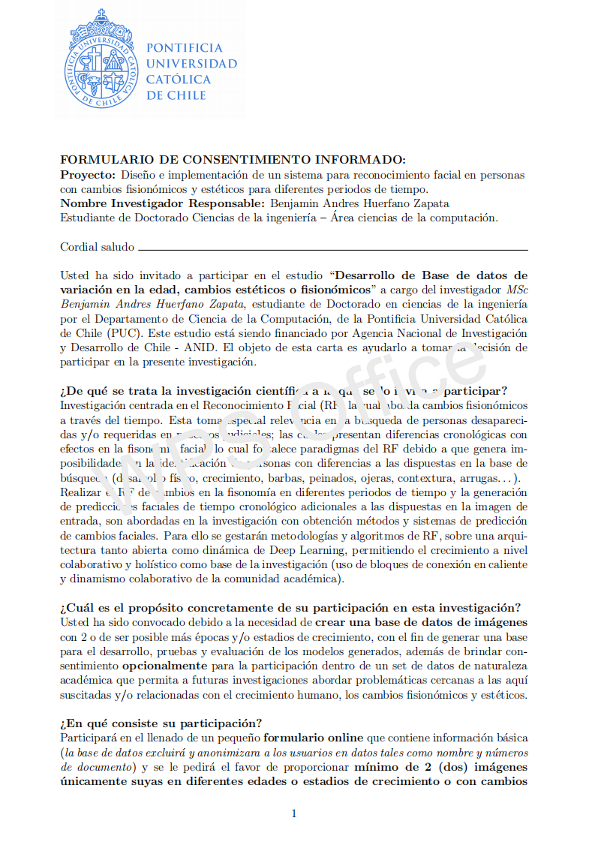 PONTIFICIA
UNIVERSIDAD
CATÓLICA
DE CHILE
PONTIFICIA UNIVERSIDAD CATOLICA DE CHILE
FORMULARIO DE CONSENTIMIENTO INFORMADO:
Proyecto: Diseño e implementación de un sistema para reconocimiento facial en personas
con cambios fisionómicos y estéticos para diferentes periodos de tiempo.
Nombre Investigador Responsable: Benjamin Andres Huerfano Zapata
Estudiante de Doctorado Ciencias de la ingeniería – Área ciencias de la computación.
Cordial saludo
Usted ha sido invitado a participar en el estudio “Desarrollo de Base de datos de
variación en la edad, cambios estéticos o fisionómicos” a cargo del investigador MSc
Benjamin Andres Huerfano Zapata, estudiante de Doctorado en ciencias de la ingeniería
por el Departamento de Ciencia de la Computación, de la Pontificia Universidad Católica
de Chile (PUC). Este estudio está siendo financiado por Agencia Nacional de Investigación
y Desarrollo de Chile - ANID. El objeto de esta carta es ayudarlo a tomar la decisión de
participar en la presente investigación.
¿De qué se trata la investigación científica a la que se lo invita a participar?
Investigación centrada en el Reconocimiento Facial (RF), la cual aborda cambios fisionómicos
a través del tiempo. Esta toma especial relevancia en la búsqueda de personas desapareci-
das y/o requeridas en procesos judiciales; las cuales presentan diferencias cronológicas con
efectos en la fisonomía facial, lo cual fortalece paradigmas del RF debido a que genera im-
posibilidades en la identificación de personas con diferencias a las dispuestas en la base de
búsqueda (desarrollo físico, crecimiento, barbas, peinados, ojeras, contextura, arrugas...).
Realizar el RF de cambios en la fisonomía en diferentes periodos de tiempo y la generación
de predicciones faciales de tiempo cronológico adicionales a las dispuestas en la imagen de
entrada, son abordadas en la investigación con obtención métodos y sistemas de predicción
de cambios faciales. Para ello se gestarán metodologías y algoritmos de RF, sobre una arqui-
tectura tanto abierta como dinámica de Deep Learning, permitiendo el crecimiento a nivel
colaborativo y holístico como base de la investigación (uso de bloques de conexión en caliente
y dinamismo colaborativo de la comunidad académica).
¿Cuál es el propósito concretamente de su participación en esta investigación?
Usted ha sido convocado debido a la necesidad de crear una base de datos de imágenes
con 2 o de ser posible más épocas y/o estadios de crecimiento, con el fin de generar una base
para el desarrollo, pruebas y evaluación de los modelos generados, además de brindar con-
sentimiento opcionalmente para la participación dentro de un set de datos de naturaleza
académica que permita a futuras investigaciones abordar problemáticas cercanas a las aquí
suscitadas y/o relacionadas con el crecimiento humano, los cambios fisionómicos y estéticos.
¿En qué consiste su participación?
Participará en el llenado de un pequeño formulario online que contiene información básica
(la base de datos excluirá y anonimizara a los usuarios en datos tales como nombre y números
de documento) y se le pedirá el favor de proporcionar mínimo de 2 (dos) imágenes
únicamente suyas en diferentes edades o estadios de crecimiento o con cambios
1
WPS Office